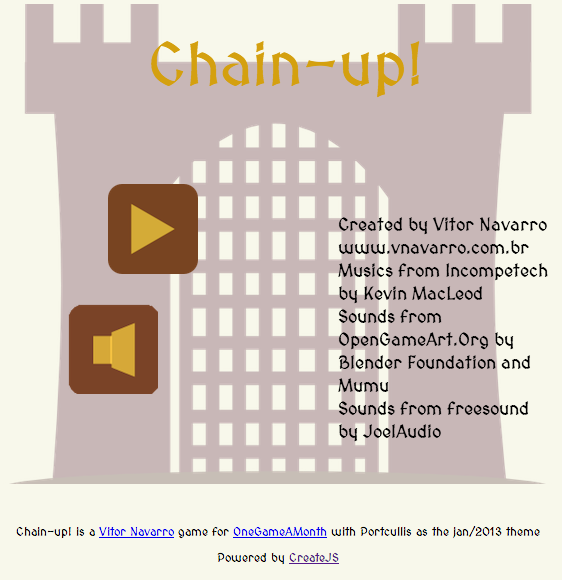 Chain-up!
Created by Vitor Navarro
www.vnavarro.com.br
Musics from Incompetech
by Kevin MacLeod
Sounds from
OpenGameArt.Org by
Blender Foundation and
Mumu
Sounds from freesound
by JoelAudio
Chain-up! is a Vitor Navarro game for OneGameAMonth with Portcullis as the jan/2013 theme
Powered by CreateJS